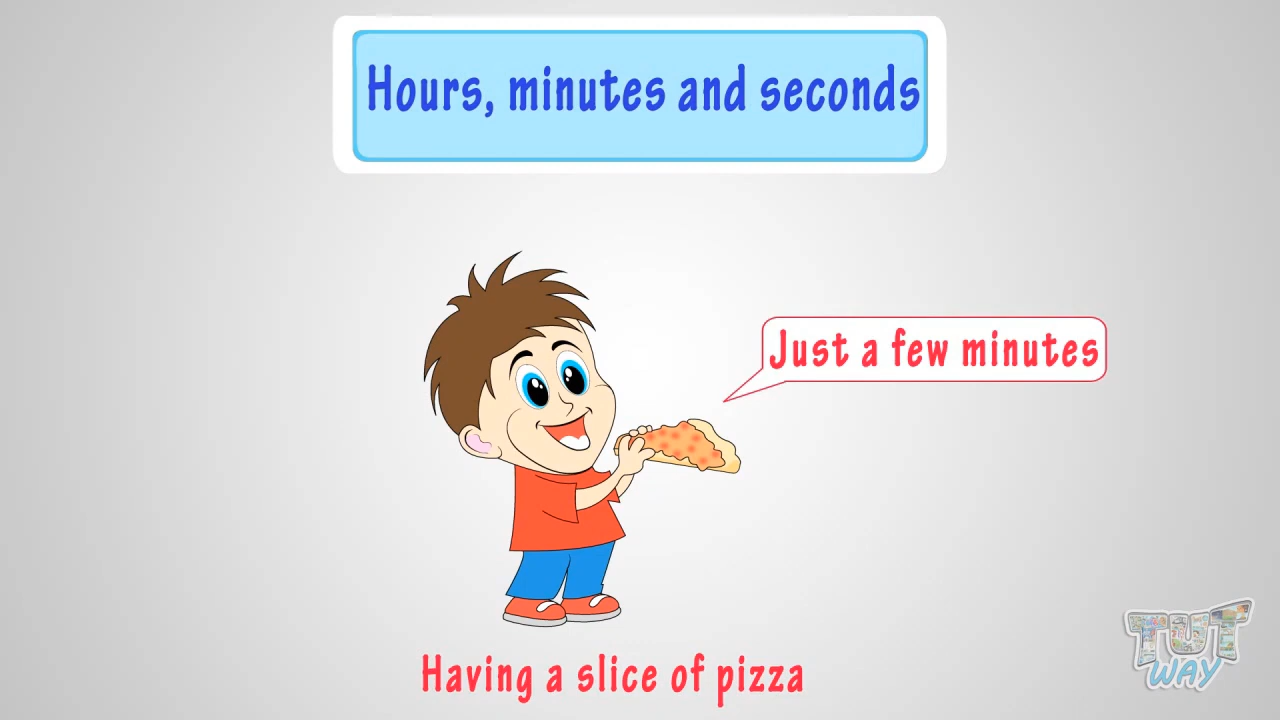 Hours, minutes and seconds
Just a few minutes
Having a slice of pizza
TUT
WAY